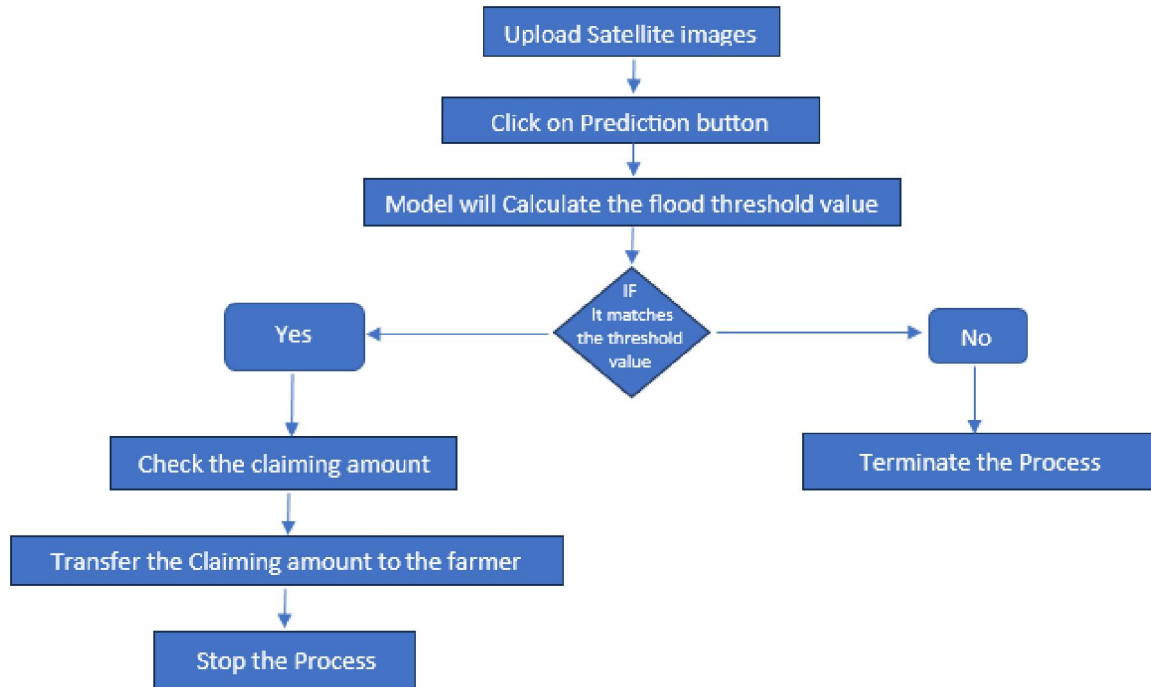 Upload Satellite images
Click on Prediction button
Model will Calculate the flood threshold value
IF
It matches
the threshold
value
Yes
No
Check the claiming amount
Terminate the Process
Transfer the Claiming amount to the farmer
Stop the Process